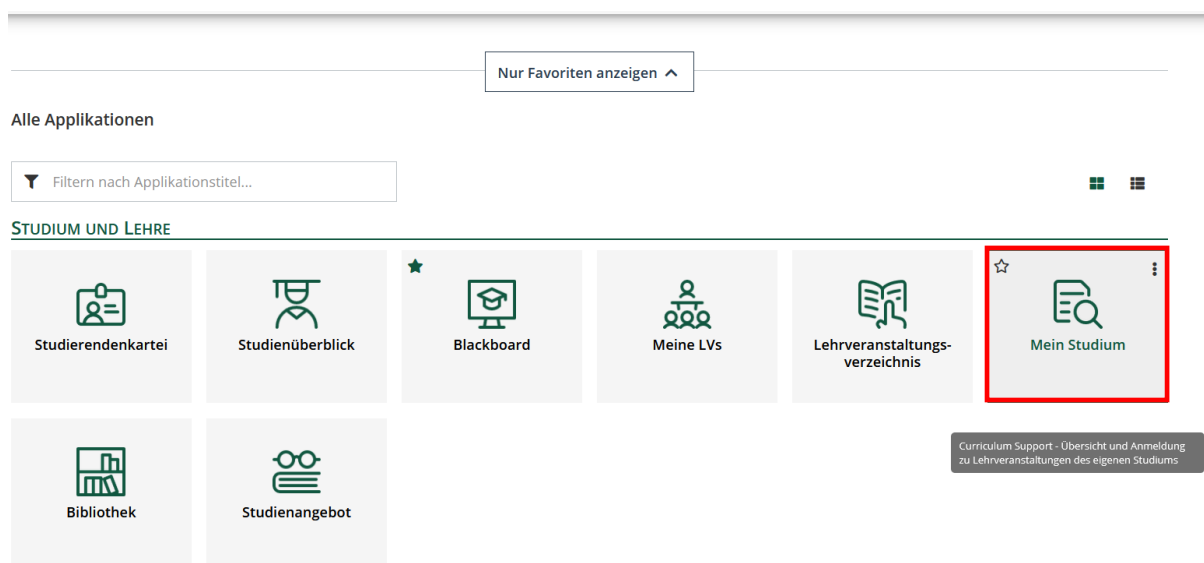 Nur Favoriten anzeigen
Alle Applikationen
Filtern nach Applikationstitel...
STUDIUM UND LEHRE
Studierendenkartei
Studienüberblick
Blackboard
Meine LVs
Lehrveranstaltungs-
verzeichnis
Mein Studium
Curriculum Support - Übersicht und Anmeldung
zu Lehrveranstaltungen des eigenen Studiums
Bibliothek
Studienangebot